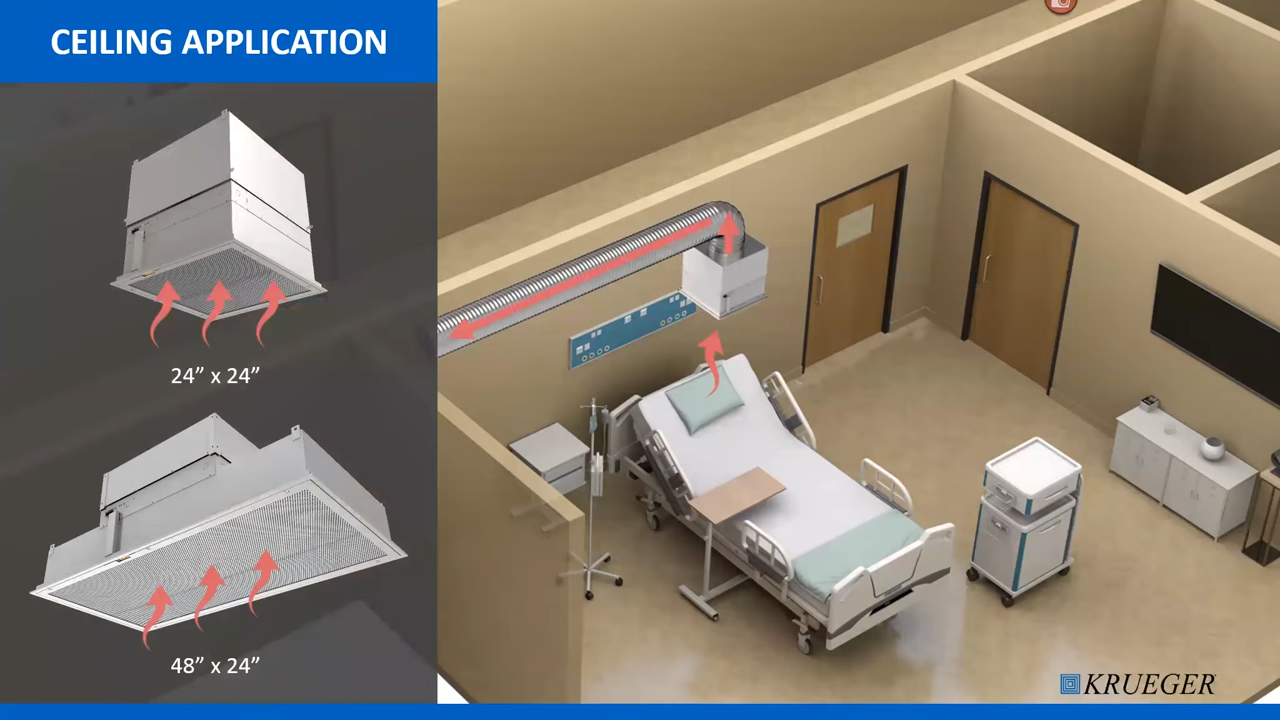 CEILING APPLICATION
24” x 24”
48” x 24”
KRUEGER